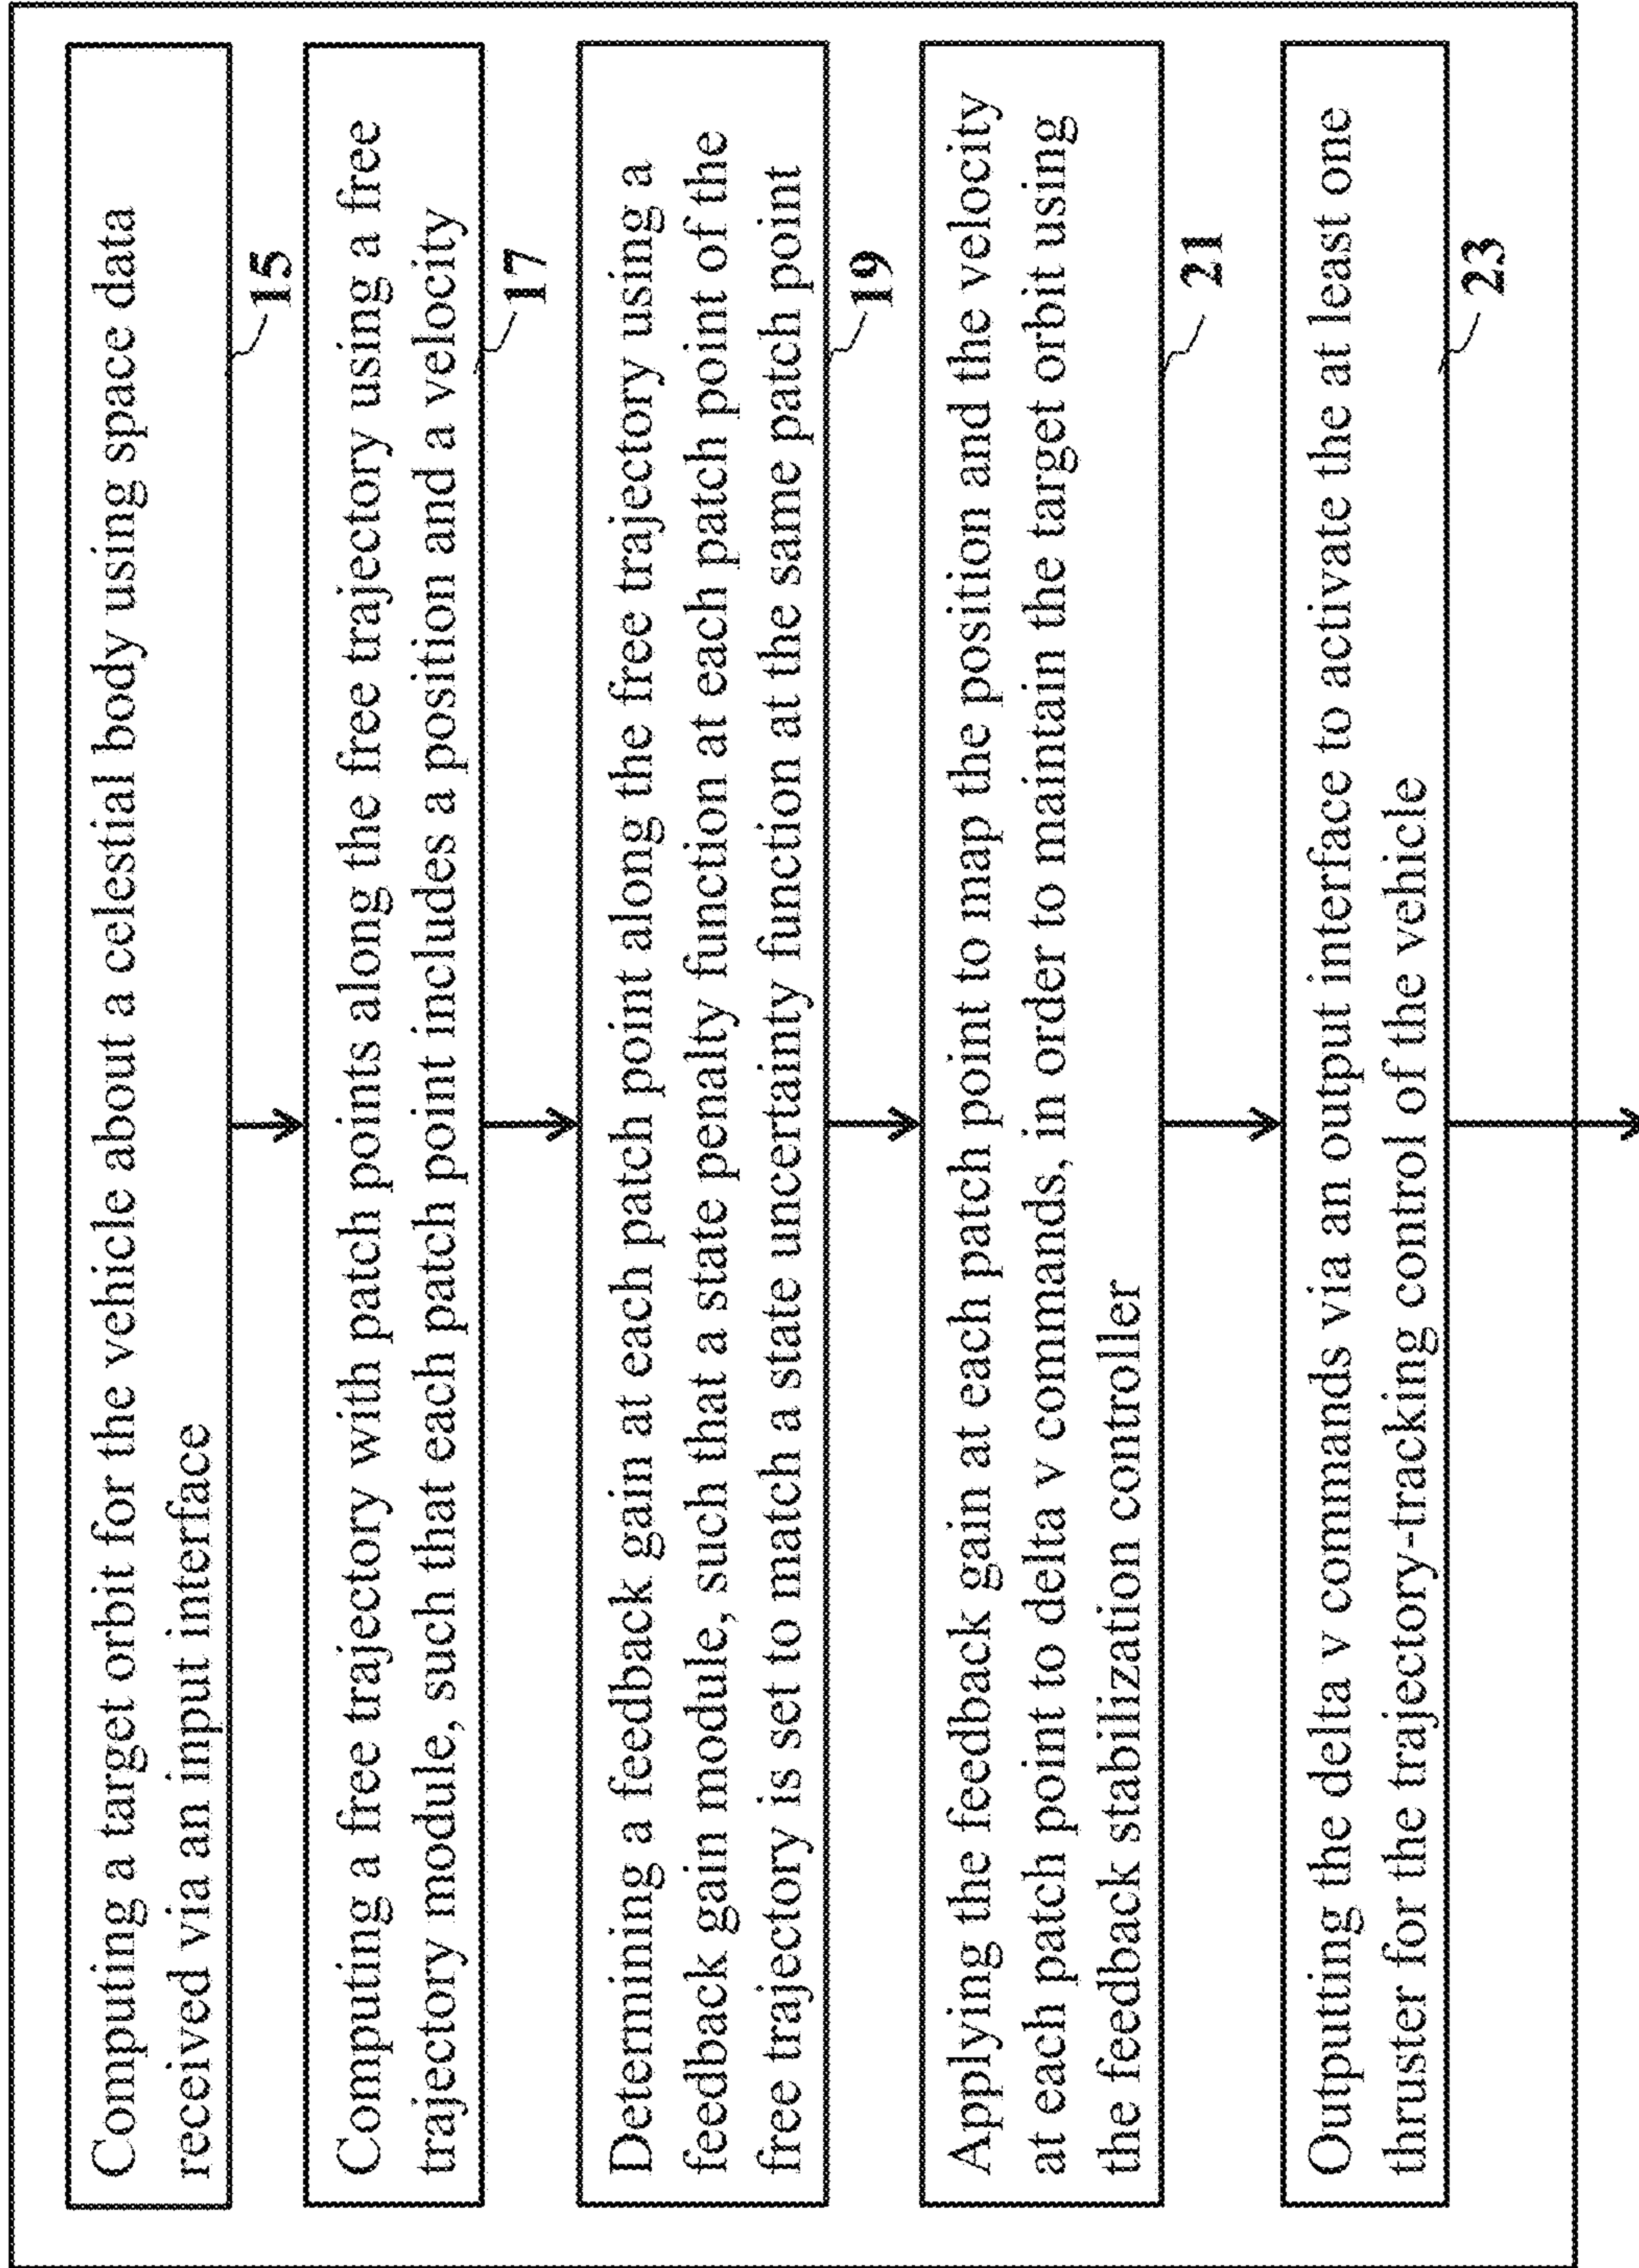 Computing a target orbit for the vehicle about a celestial body using space data
received via an input interface
15
Computing a free trajectory with patch points along the free trajectory using a free
trajectory module, such that each patch point includes a position and a velocity
17
Determining a feedback gain at each patch point along the free trajectory using a
feedback gain module, such that a state penalty function at each patch point of the
free trajectory is set to match a state uncertainty function at the same patch point
19
Applying the feedback gain at each patch point to map the position and the velocity
at each patch point to delta v commands, in order to maintain the target orbit using
the feedback stabilization controller
21
Outputing the delta v commands via an output interface to activate the at least one
thruster for the trajectory-tracking control of the vehicle
23